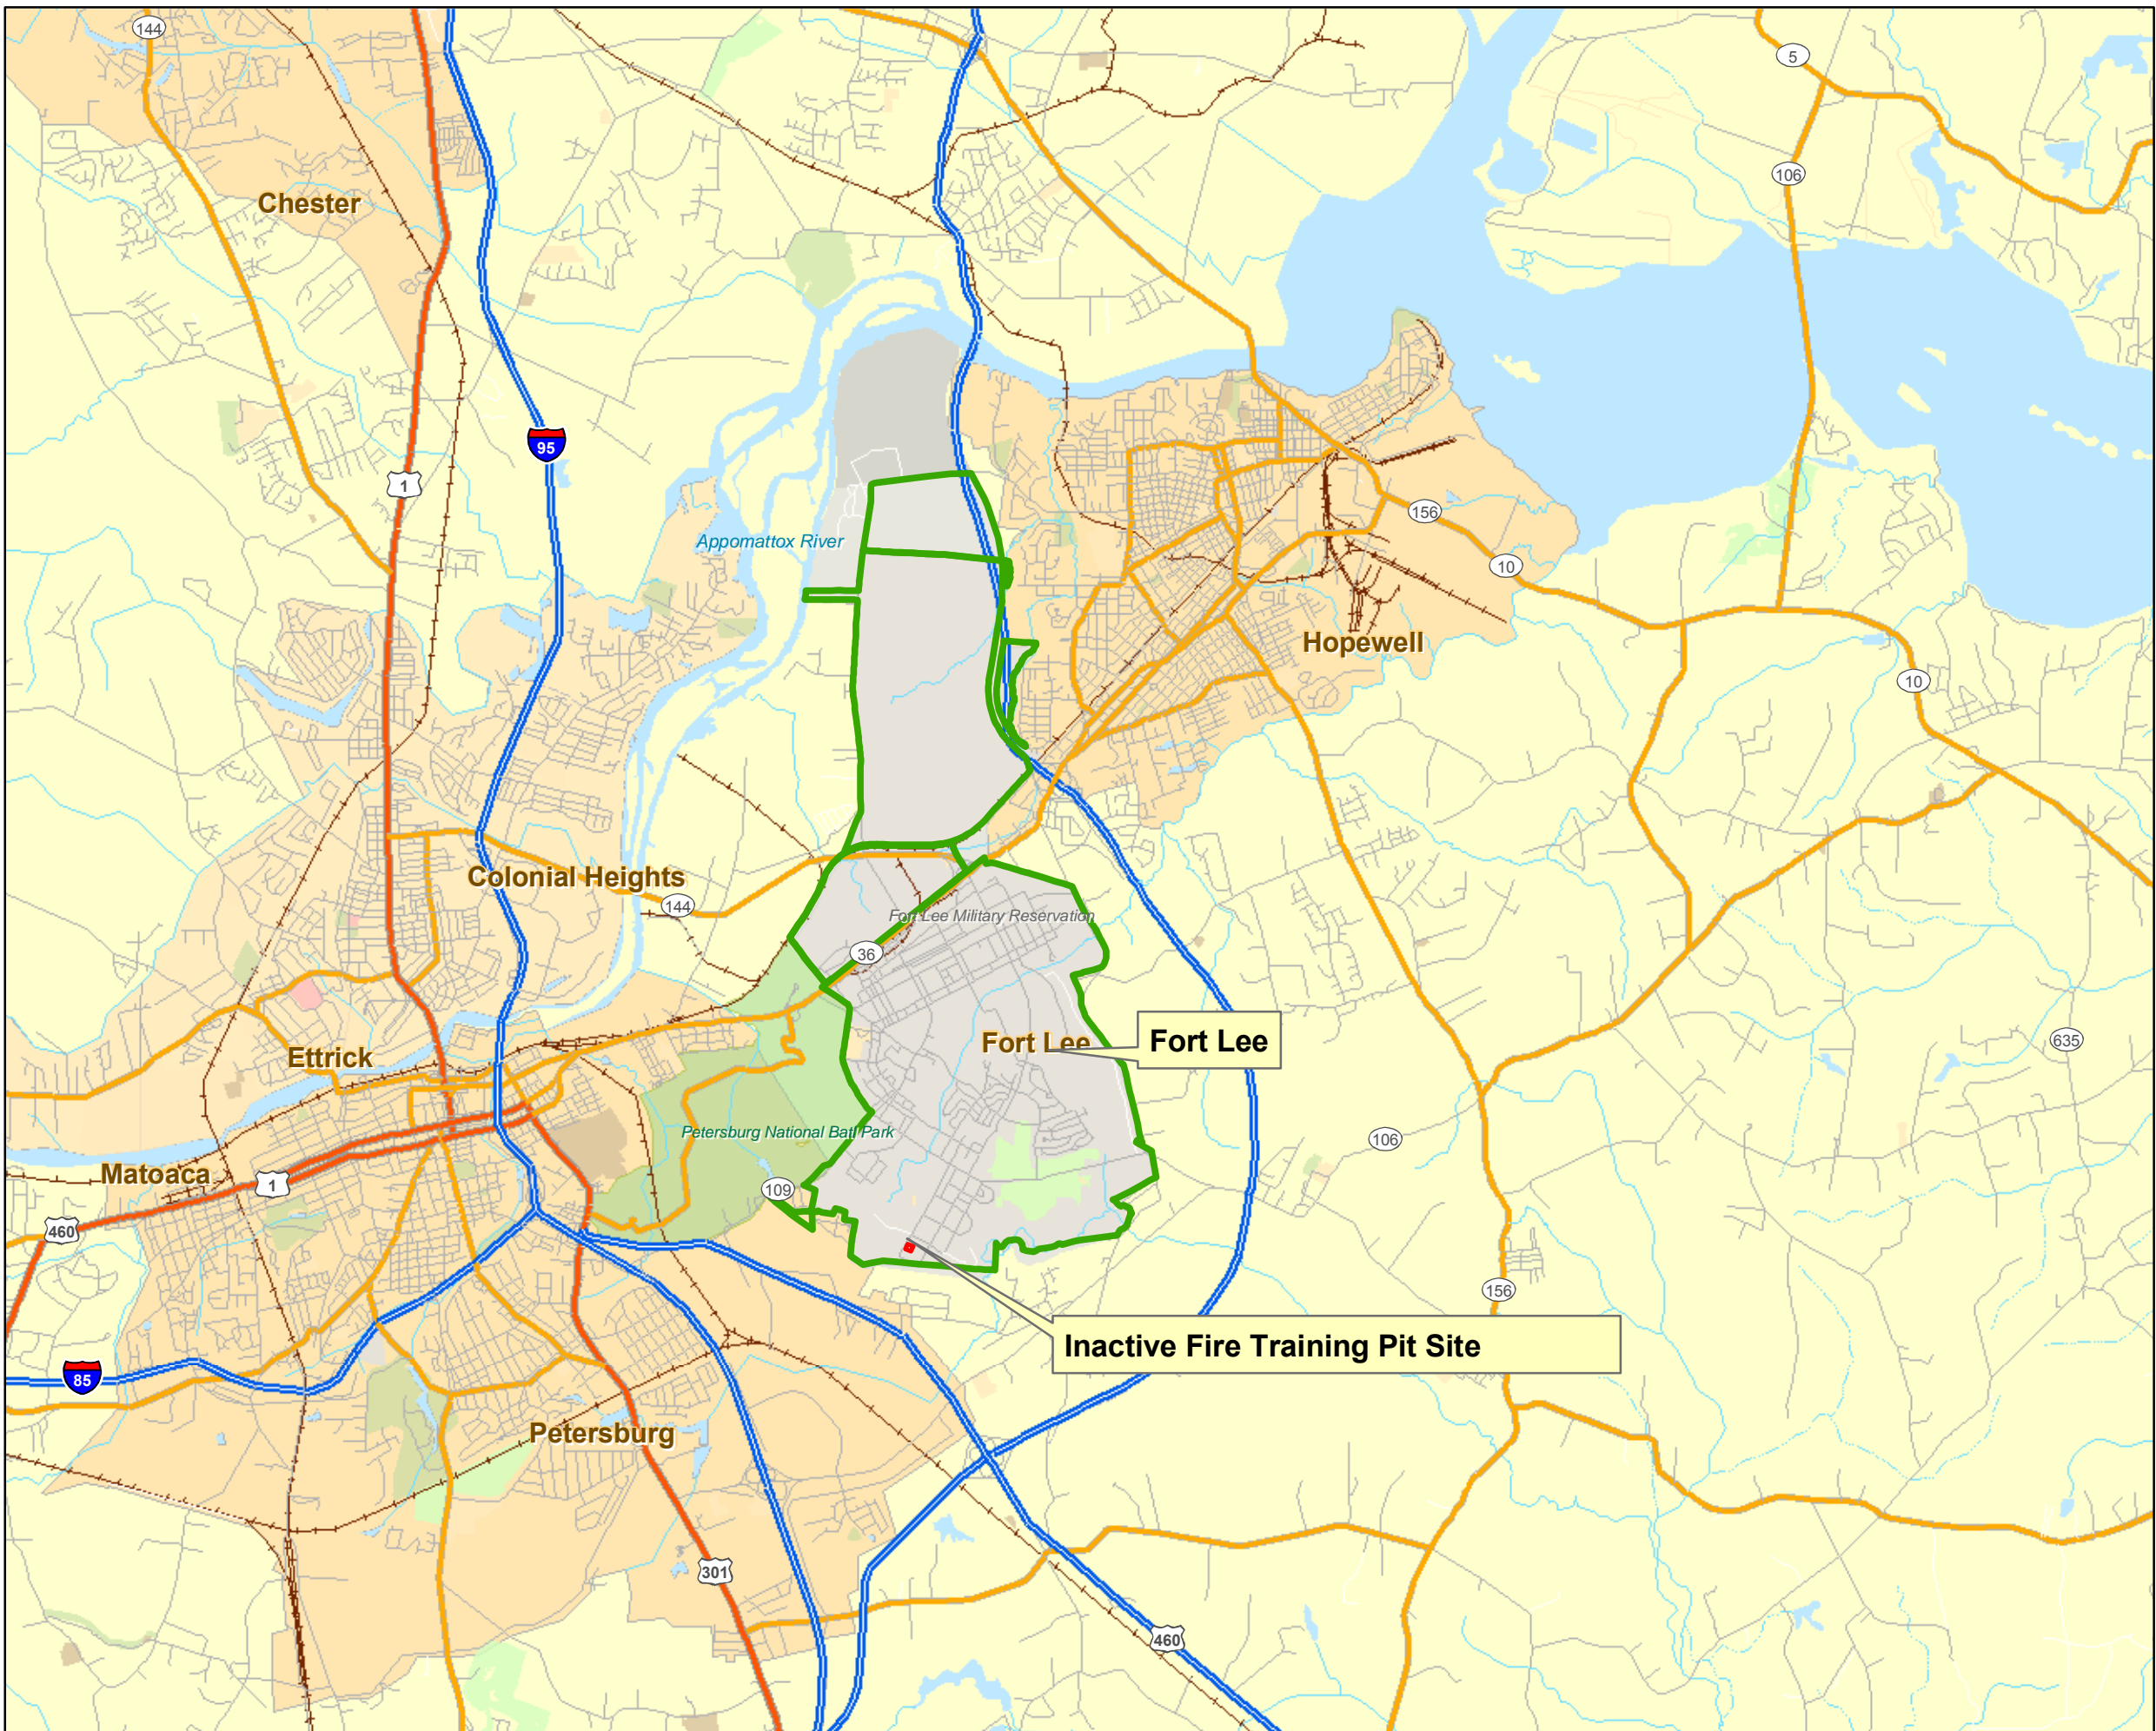 144
5
106
Chester
95
1
156
Appomattox River
10
Hopewell
10
Colonial Heights
144
Fort Lee Military Reservation
36
Fort Lee
Fort Lee
635
Ettrick
Petersburg National Batl Park
106
Matoaca
1
109
460
156
Inactive Fire Training Pit Site
85
Petersburg
301
460